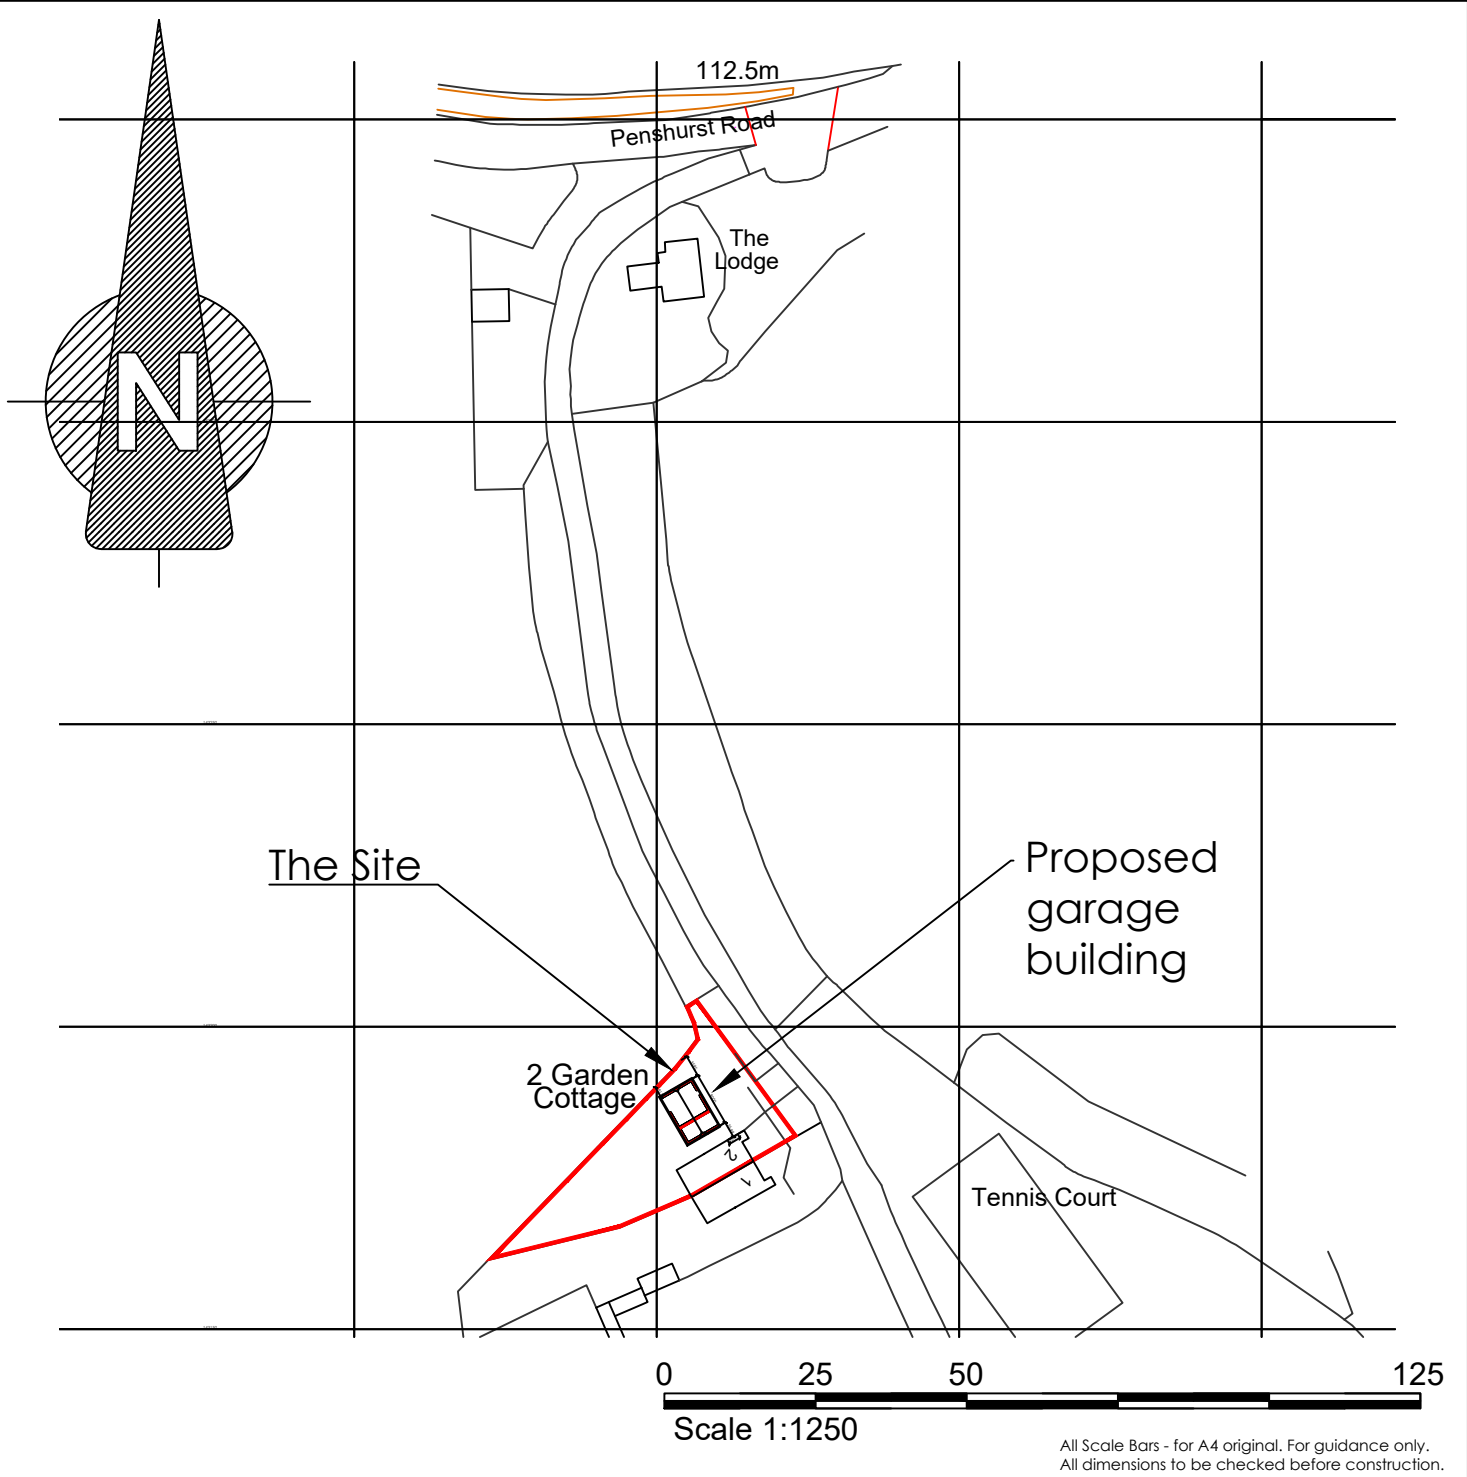 112.5m
Penshurst Road
The
Lodge
N
The Site
Proposed
garage
building
2 Garden
Cottage
2
1
Tennis Court
0 25 50 125
Scale 1:1250
All Scale Bars - for A4 original. For guidance only.
All dimensions to be checked before construction.